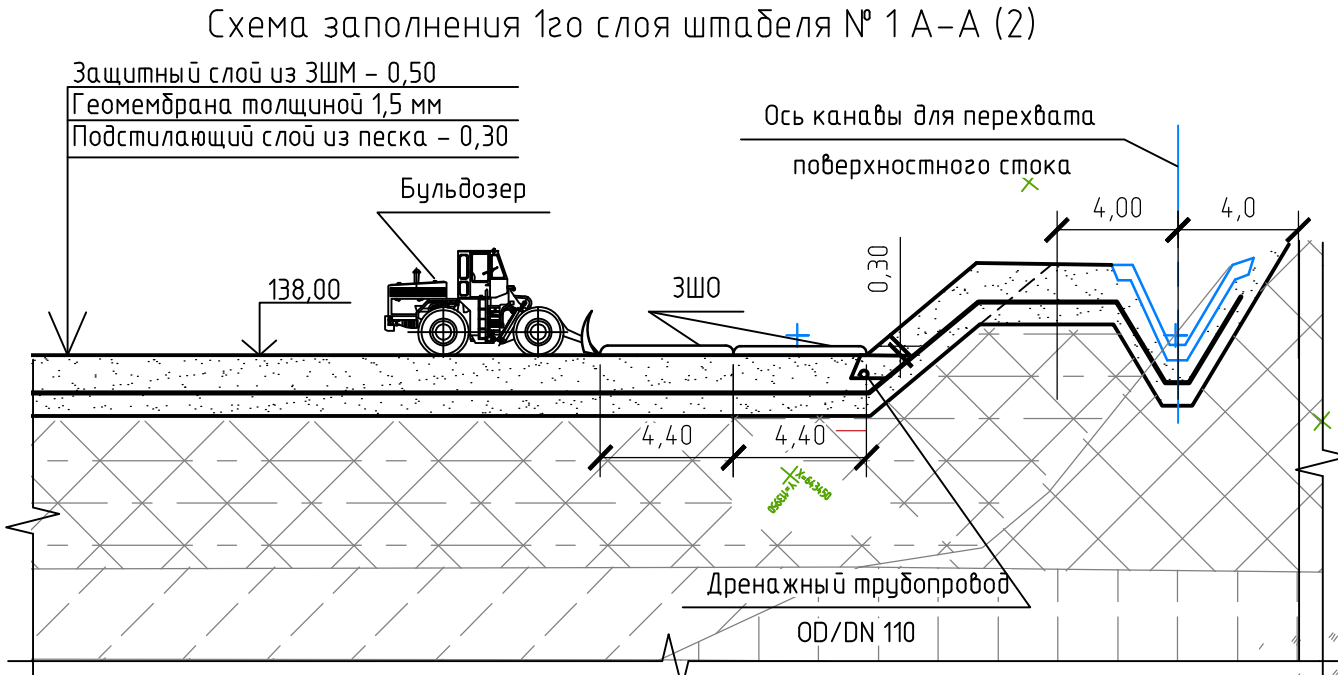 Схема заполнения 1го слоя штабеля № 1 А-А (2)
Защитный слой из ЗШМ - 0,50
Геомембрана толщиной 1,5 мм
Подстилающий слой из песка - 0,30
Бульдозер
Ось канавы для перехвата
поверхностного стока
4,00
4,0
0,30
138,00
ЗШО
4,40
4,40
Дренажный трубопровод
OD/DN 110